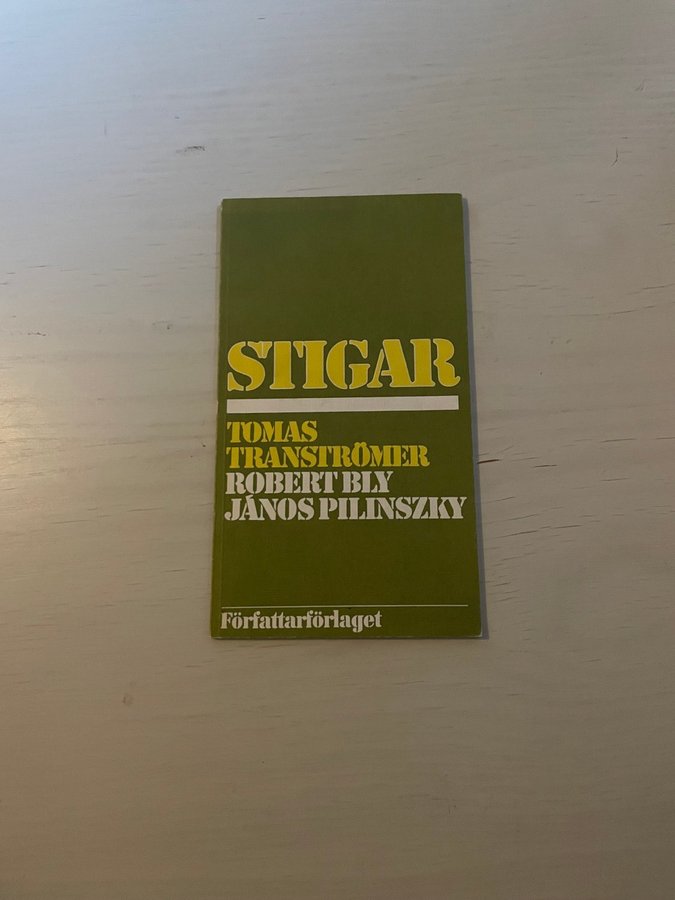 STIGAR
TOMAS
TRANSTRÖMER
ROBERT BLY
JÁNOS PILINSZKY
Författarförlaget